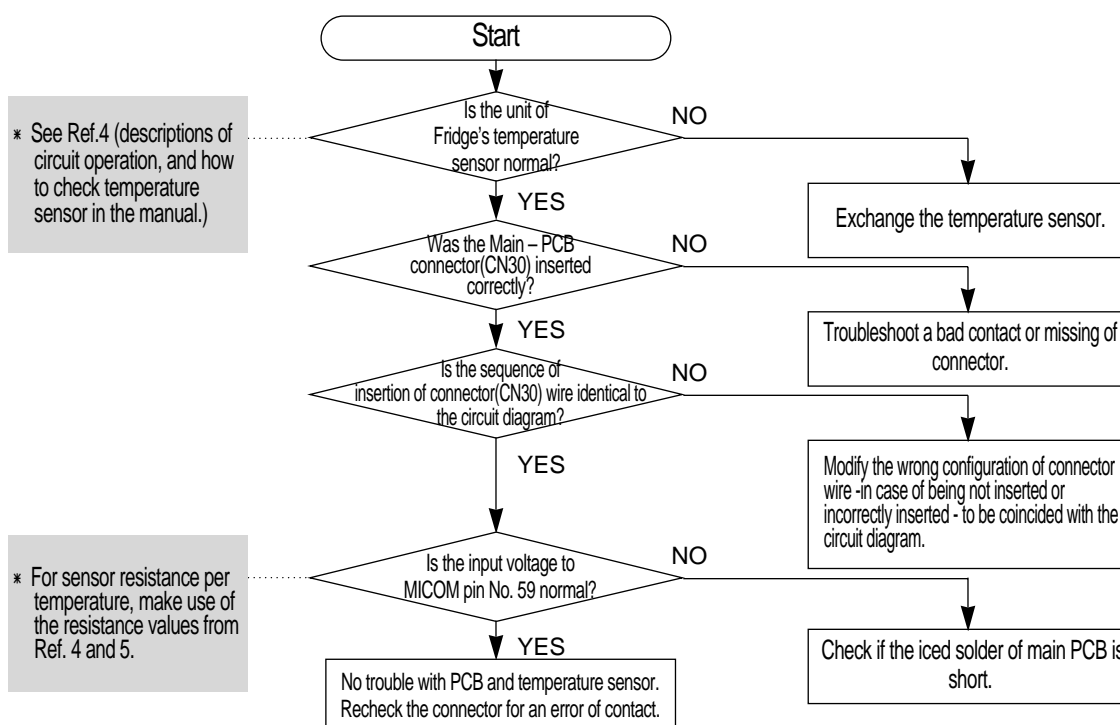 Start
* See Ref.4 (descriptions of
circuit operation, and how
to check temperature
sensor in the manual.)
Is the unit of
Fridge's temperature
sensor normal?
NO
YES
Exchange the temperature sensor.
Was the Main – PCB
connector(CN30) inserted
correctly?
NO
YES
Troubleshoot a bad contact or missing of
connector.
Is the sequence of
insertion of connector(CN30) wire identical to
the circuit diagram?
NO
YES
Modify the wrong configuration of connector
wire -in case of being not inserted or
incorrectly inserted - to be coincided with the
circuit diagram.
* For sensor resistance per
temperature, make use of
the resistance values from
Ref. 4 and 5.
Is the input voltage to
MICOM pin No. 59 normal?
NO
YES
Check if the iced solder of main PCB is
short.
No trouble with PCB and temperature sensor.
Recheck the connector for an error of contact.